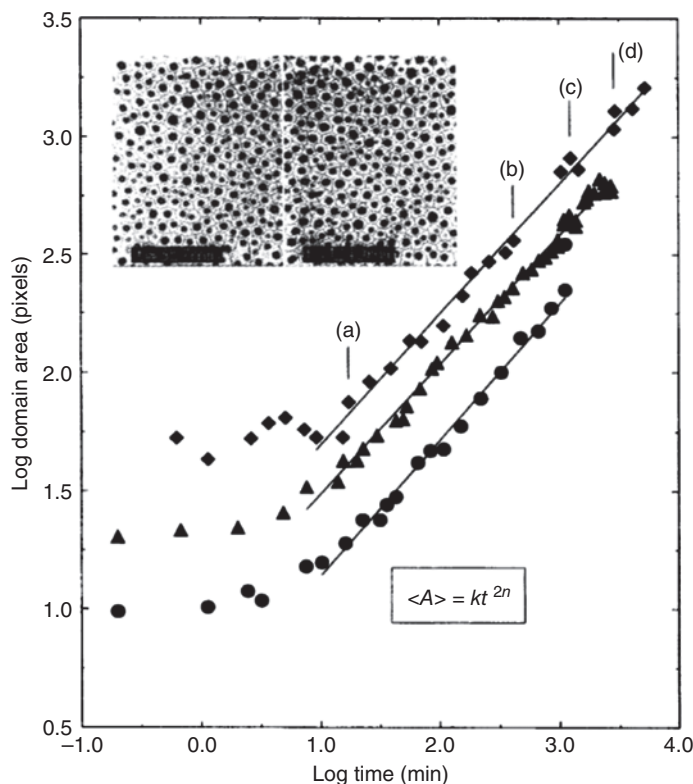 3.5
3.0
2.5
2.0
1.5
1.0
0.5
Log domain area (pixels)
(a)
(b)
(c)
(d)
<A> = kt 2n
−1.0 0.0 1.0 2.0 3.0 4.0
Log time (min)